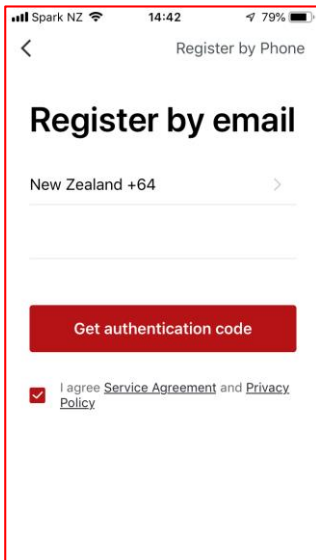 Spark NZ 14:42 79%
Register by Phone
Register by email
New Zealand +64
Get authentication code
I agree Service Agreement and Privacy
Policy